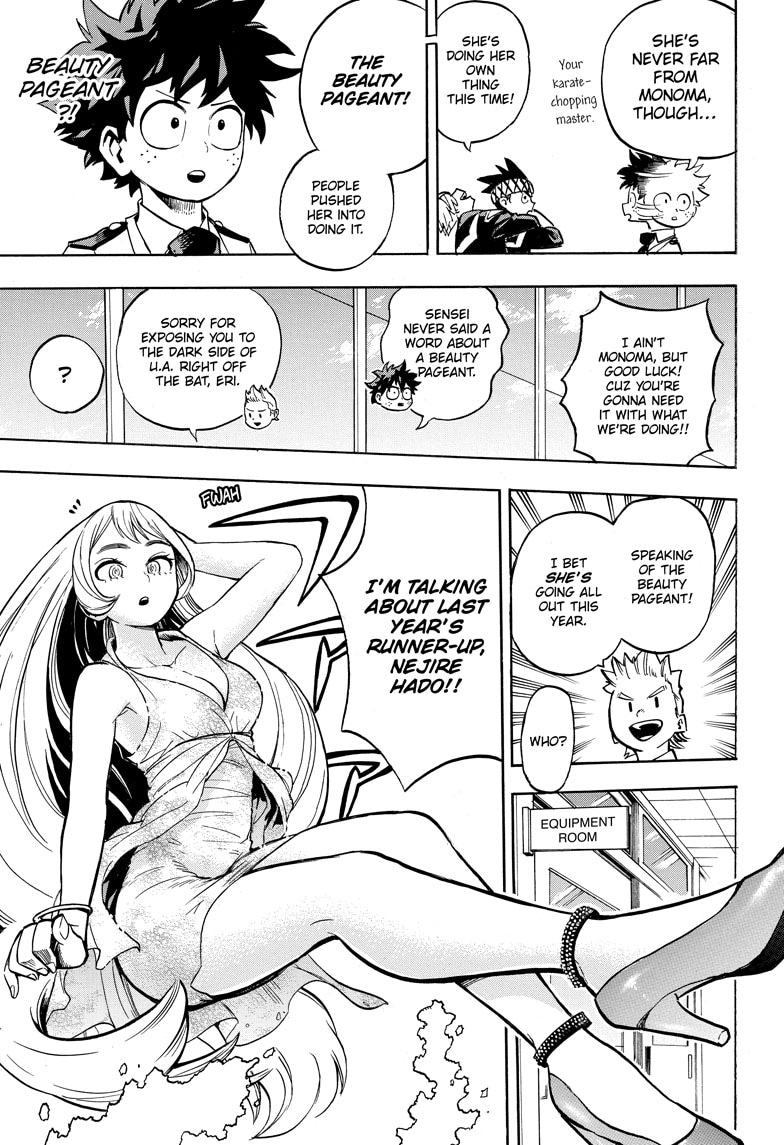 SHE'S
NEVER FAR
FROM
MONOMA,
THOUGH...
Your
karate-
chopping
master.
SHE'S
DOING HER
OWN
THING
THIS TIME!
THE
BEAUTY
PAGEANT!
PEOPLE
PUSHED
HER INTO
DOING IT.
BEAUTY
PAGEANT
?!
I AIN'T
MONOMA, BUT
GOOD LUCK!
CUZ YOU'RE
GONNA NEED
IT WITH WHAT
WE'RE DOING!!
SENSEI
NEVER SAID A
WORD ABOUT
A BEAUTY
PAGEANT.
SORRY FOR
EXPOSING YOU TO
THE DARK SIDE OF
U.A. RIGHT OFF
THE BAT, ERI.
?
SPEAKING
OF THE
BEAUTY
PAGEANT!
I BET
SHE'S
GOING ALL
OUT THIS
YEAR.
WHO?
EQUIPMENT
ROOM
I'M TALKING
ABOUT LAST
YEAR'S
RUNNER-UP,
NEJIRE
HADO!!
FWAH